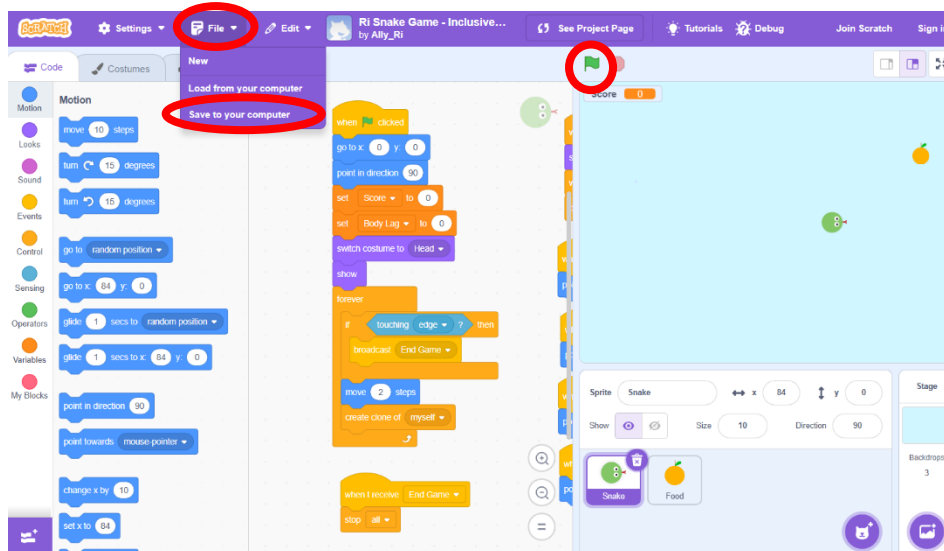 SCRATCH
Settings
File
Edit
Ri Snake Game - Inclusive...
by Ally_Ri
See Project Page
Tutorials
Debug
Join Scratch
Sign i
Code
Costumes
New
Load from your computer
Save to your computer
Motion
Looks
Sound
Events
Control
Sensing
Operators
Variables
My Blocks
Motion
move 10 steps
turn 15 degrees
turn 15 degrees
go to random position
go to x: 84 y: 0
glide 1 secs to random position
glide 1 secs to x: 84 y: 0
point in direction 90
point towards mouse-pointer
change x by 10
set x to 84
when clicked
go to x: 0 y: 0
point in direction 90
set Score to 0
set Body Lag to 0
switch costume to Head
show
forever
if touching edge ? then
broadcast End Game
move 2 steps
create clone of myself
when I receive End Game
stop all
Score 0
Sprite Snake x 84 y 0
Show Size 10 Direction 90
Snake
Food
Stage
Backdrops
3